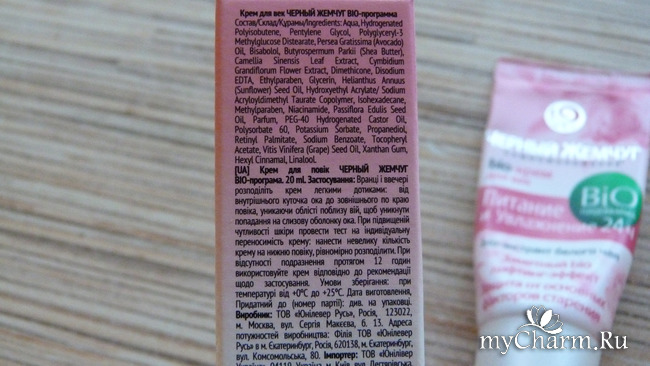 Крем для век ЧЕРНЫЙ ЖЕМЧУГ BIO-программа
Состав/Склад/Құрамы/Ingredients: Aqua, Hydrogenated
Polyisobutene, Pentylene Glycol, Polyglyceryl-3
Methylglucose Distearate, Persea Gratissima (Avocado)
Oil, Bisabolol, Butyrospermum Parkii (Shea Butter),
Camellia Sinensis Leaf Extract, Cymbidium
Grandiflorum Flower Extract, Dimethicone, Disodium
EDTA, Ethylparaben, Glycerin, Helianthus Annuus
(Sunflower) Seed Oil, Hydroxyethyl Acrylate/ Sodium
Acryloyldimethyl Taurate Copolymer, Isohexadecane,
Methylparaben, Niacinamide, Passiflora Edulis Seed
Oil, Parfum, PEG-40 Hydrogenated Castor Oil,
Polysorbate 60, Potassium Sorbate, Propanediol,
Retinyl Palmitate, Sodium Benzoate, Tocopheryl
Acetate, Vitis Vinifera (Grape) Seed Oil, Xanthan Gum,
Hexyl Cinnamal, Linalool.
(UA) Крем для повік ЧЕРНЫЙ ЖЕМЧУГ
BIO-програма. 20 ml. Застосування: Вранці і ввечері
розподіліть крем легкими дотиками: від
внутрішнього куточка ока до зовнішнього по краю
повіка, уникаючи області поблизу вій, щоб уникнути
попадання на слизову оболонку ока. При підвищеній
чутливості шкіри провести тест на індивідуальну
переносимість крему: нанести невелику кількість
крему на нижню повіку, рівномірно розподілити. При
відсутності подразнення протягом 12 годин
використовуйте крем відповідно до рекомендації
щодо застосування. Умови зберігання: при
температурі від +0°C до +25°C. Дата виготовлення,
Придатний до (номер партії): див. на упаковці.
Виробник: ТОВ «Юнілевер Русь», Росія, 123022,
м. Москва, вул. Сергія Макеєва, б. 13. Адреса
потужностей виробництва: Філія ТОВ «Юнілевер
Русь» в м. Екатеринбург, Росія, 620138, м. Екатеринбург,
вул. Комсомольська, 80. Імпортер: ТОВ «Юнілевер
Україна», 04119 Україна м. Київ вул. Дегтярівська
ЧЕРНЫЙ ЖЕМЧУГ
BIO
Питание
и Увлажнение 24ч
myCharm.Ru